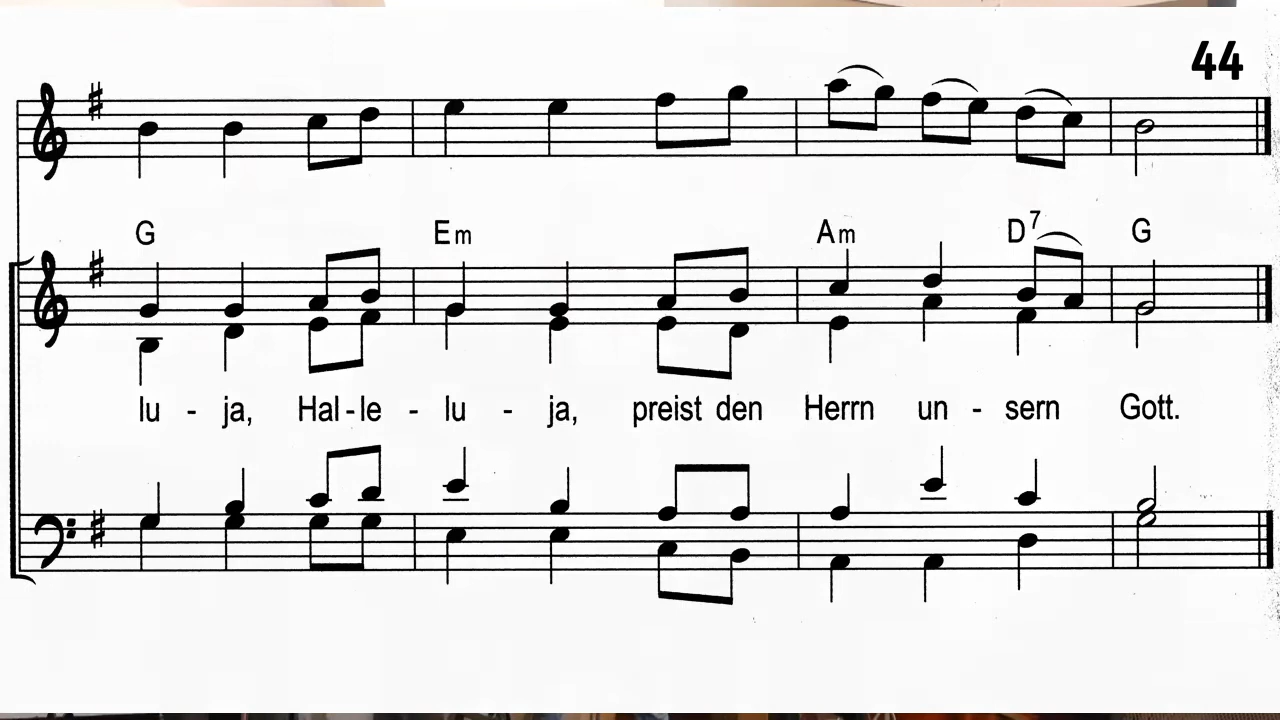 44
G Em Am D7 G
lu - ja, Hal - le - lu - ja, preist den Herrn un - sern Gott.